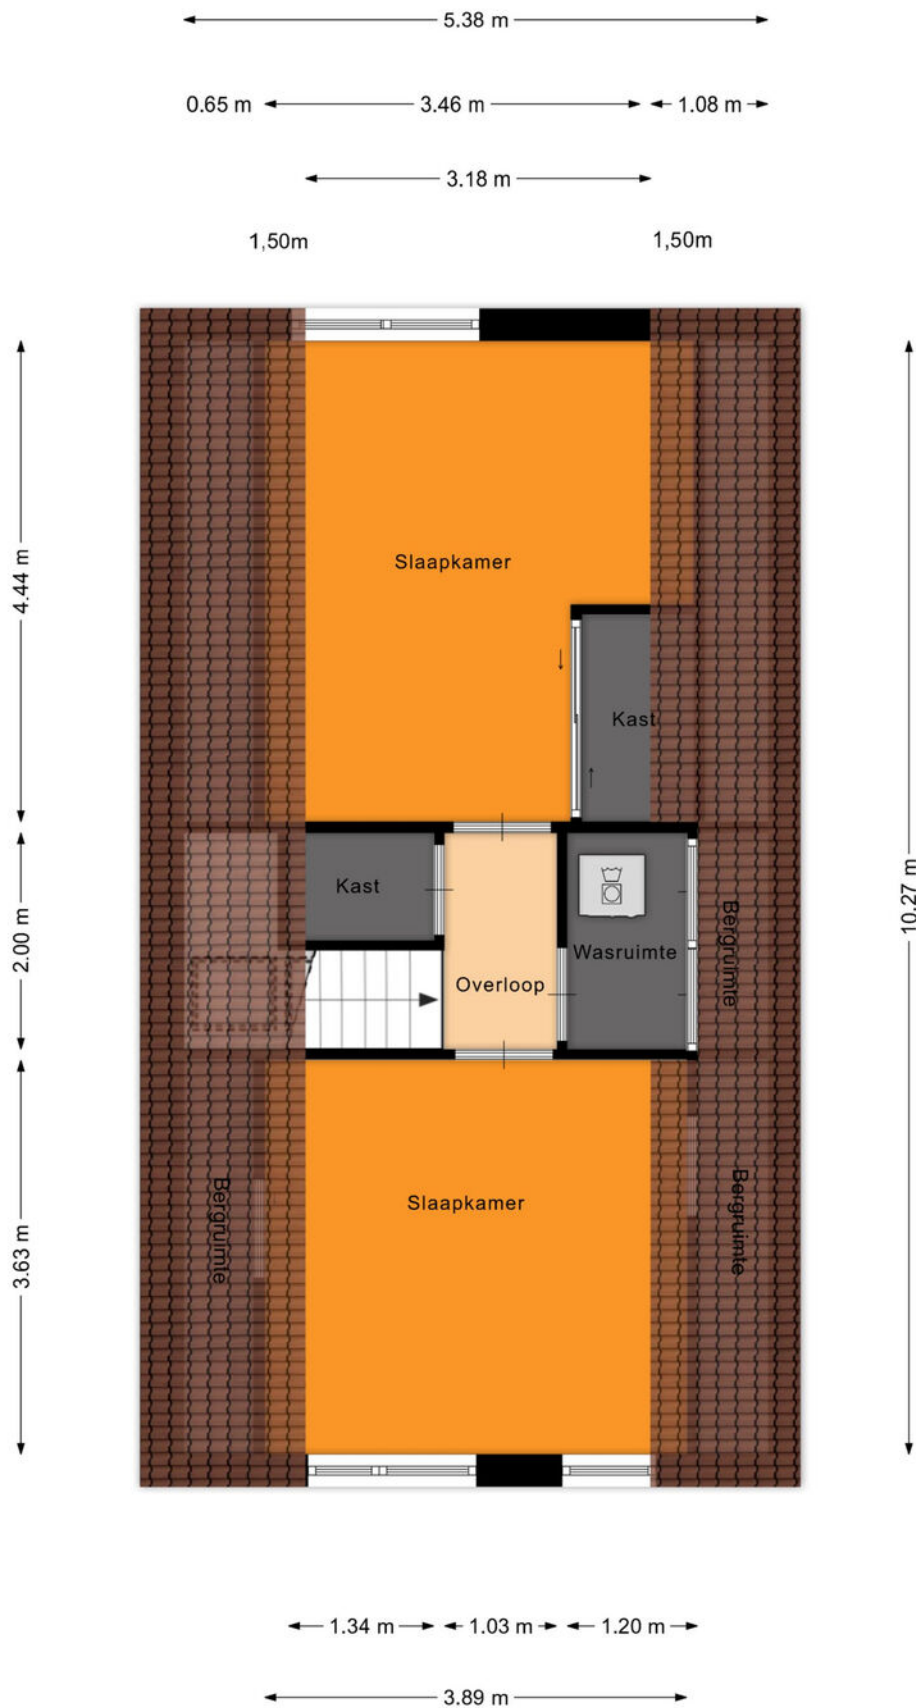 5.38 m
0.65 m
3.46 m
1.08 m
3.18 m
1,50m
1,50m
4.44 m
Slaapkamer
Kast
10.27 m
2.00 m
Kast
Bergruimte
Wasruimte
Overloop
3.63 m
Bergruimte
Slaapkamer
Bergruimte
1.34 m
1.03 m
1.20 m
3.89 m